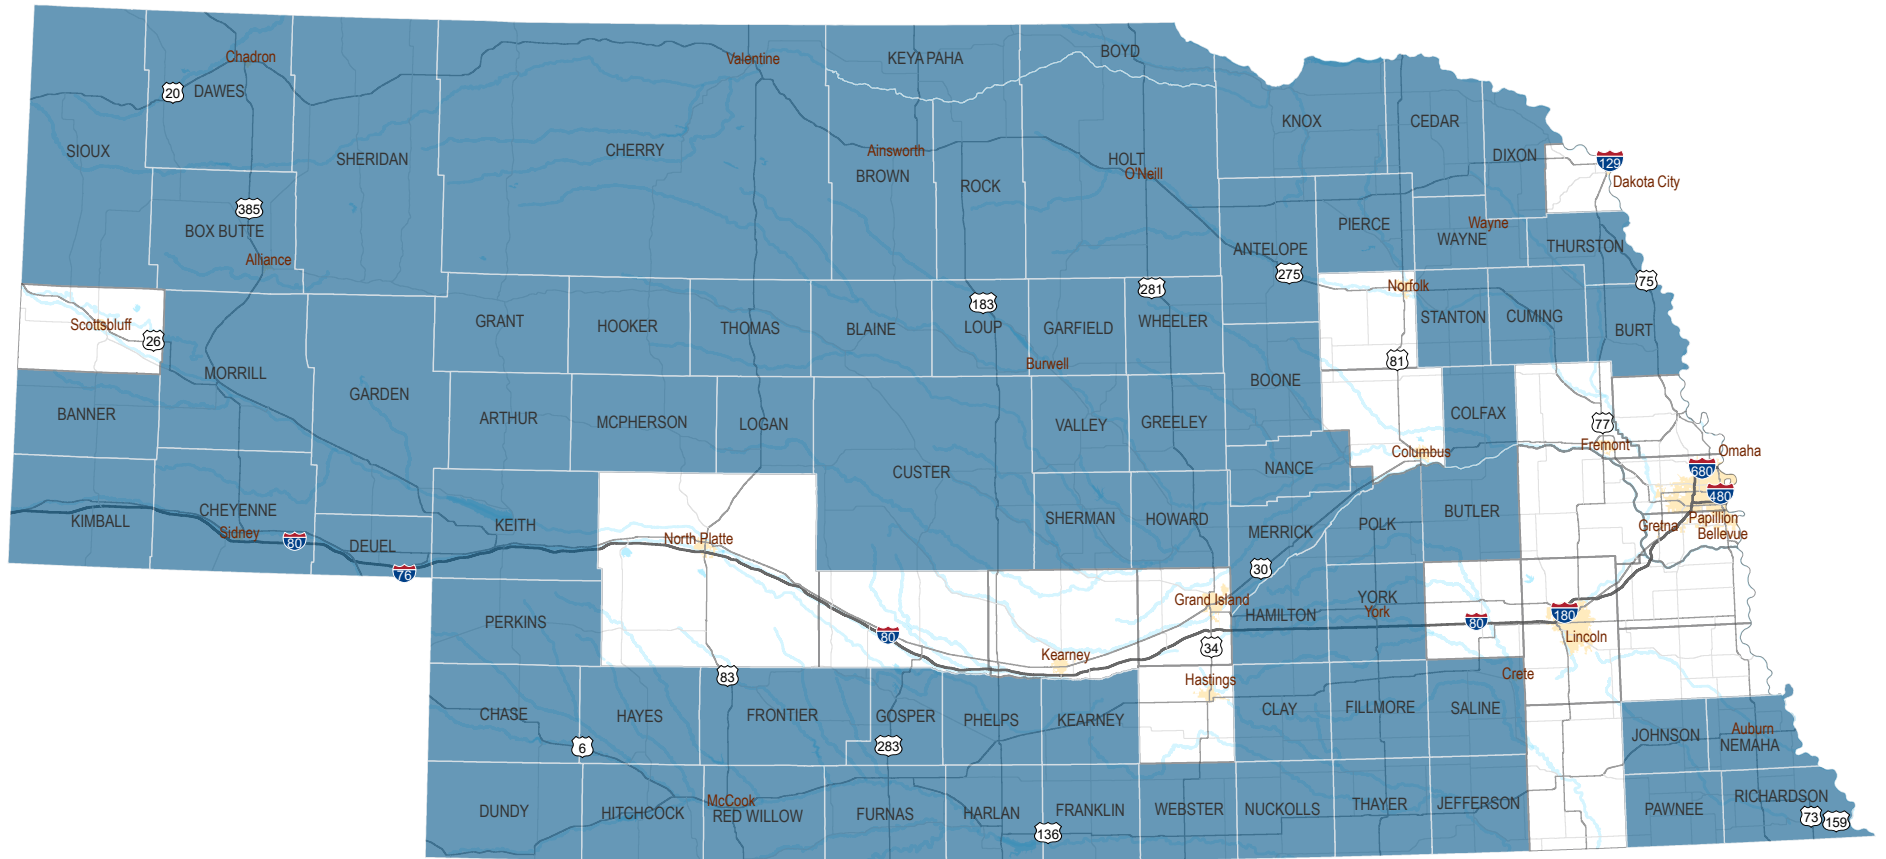 Chadron
20
DAWES
Valentine
KEYA PAHA
BOYD
SIOUX
SHERIDAN
CHERRY
Ainsworth
BROWN
ROCK
HOLT
O'Neill
KNOX
CEDAR
DIXON
129
Dakota City
385
BOX BUTTE
Alliance
PIERCE
Wayne
WAYNE
THURSTON
ANTELOPE
275
75
Scottsbluff
26
GRANT
HOOKER
THOMAS
BLAINE
183
LOUP
GARFIELD
281
WHEELER
Norfolk
STANTON
CUMING
BURT
MORRILL
Burwell
81
BOONE
GARDEN
BANNER
ARTHUR
MCPHERSON
LOGAN
VALLEY
GREELEY
COLFAX
77
Fremont
Columbus
Omaha
CUSTER
NANCE
680
480
KIMBALL
CHEYENNE
Sidney
80
DEUEL
76
KEITH
North Platte
SHERMAN
HOWARD
MERRICK
POLK
BUTLER
Gretna
Papillion
Bellevue
30
PERKINS
80
Grand Island
HAMILTON
YORK
York
80
180
Lincoln
Kearney
34
Hastings
Crete
83
CHASE
HAYES
FRONTIER
GOSPER
PHELPS
KEARNEY
CLAY
FILLMORE
SALINE
6
283
JOHNSON
Auburn
NEMAHA
DUNDY
HITCHCOCK
McCook
RED WILLOW
FURNAS
HARLAN
FRANKLIN
136
WEBSTER
NUCKOLLS
THAYER
JEFFERSON
PAWNEE
RICHARDSON
73
159